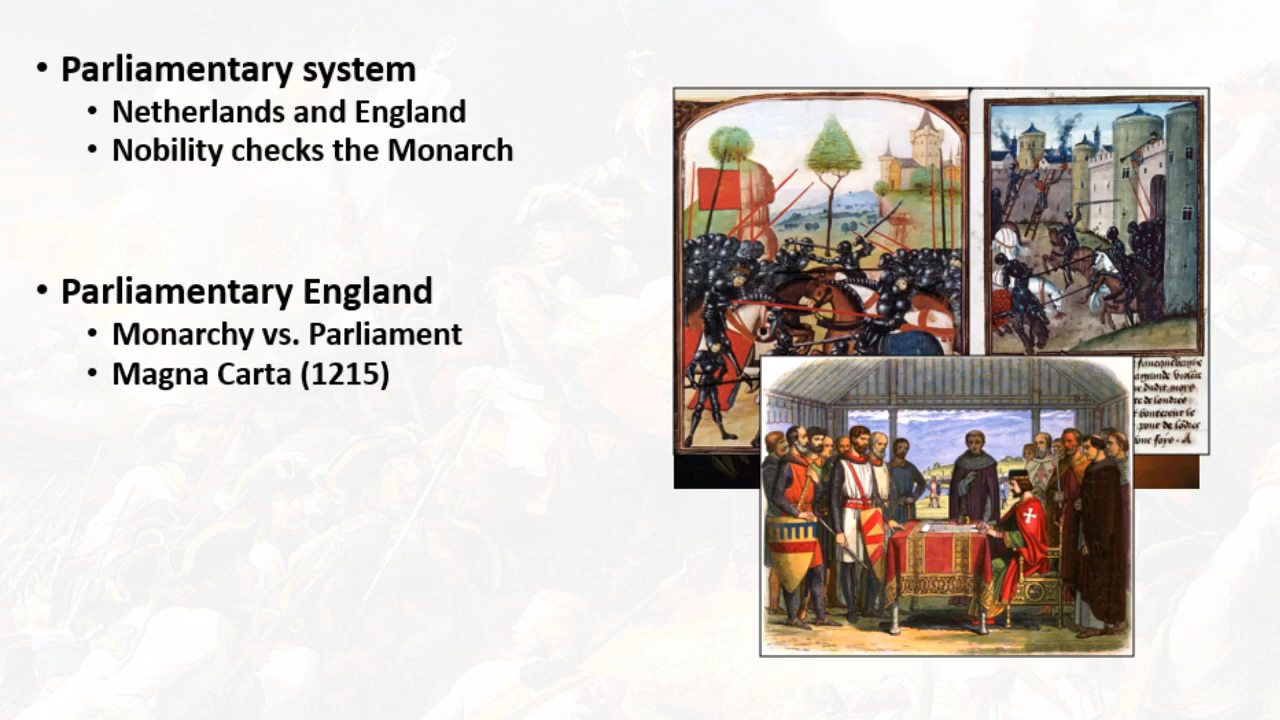 • Parliamentary system
• Netherlands and England
• Nobility checks the Monarch
• Parliamentary England
• Monarchy vs. Parliament
• Magna Carta (1215)